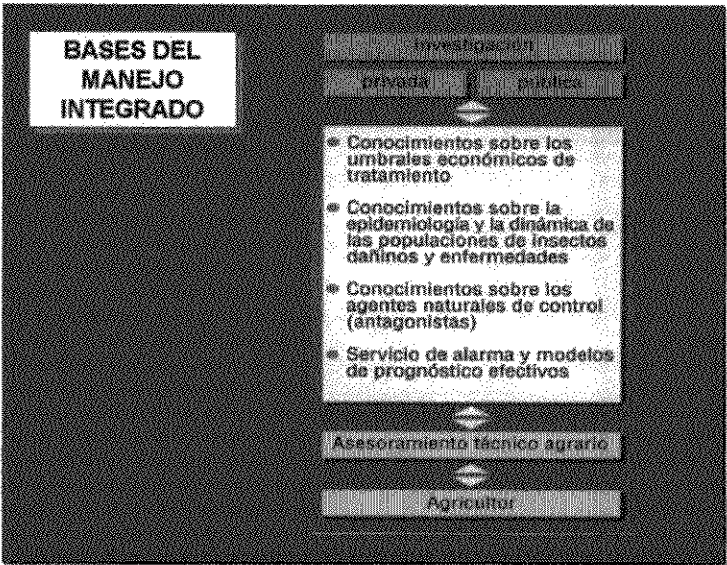 BASES DEL
MANEJO
INTEGRADO
Investigación
privada
pública
Conocimientos sobre los
umbrales económicos de
tratamiento
Conocimientos sobre la
epidemiología y la dinámica de
las populaciones de insectos
dañinos y enfermedades
Conocimientos sobre los
agentes naturales de control
(antagonistas)
Servicio de alarma y modelos
de prognóstico efectivos
Asesoramiento técnico agrario
Agricultor